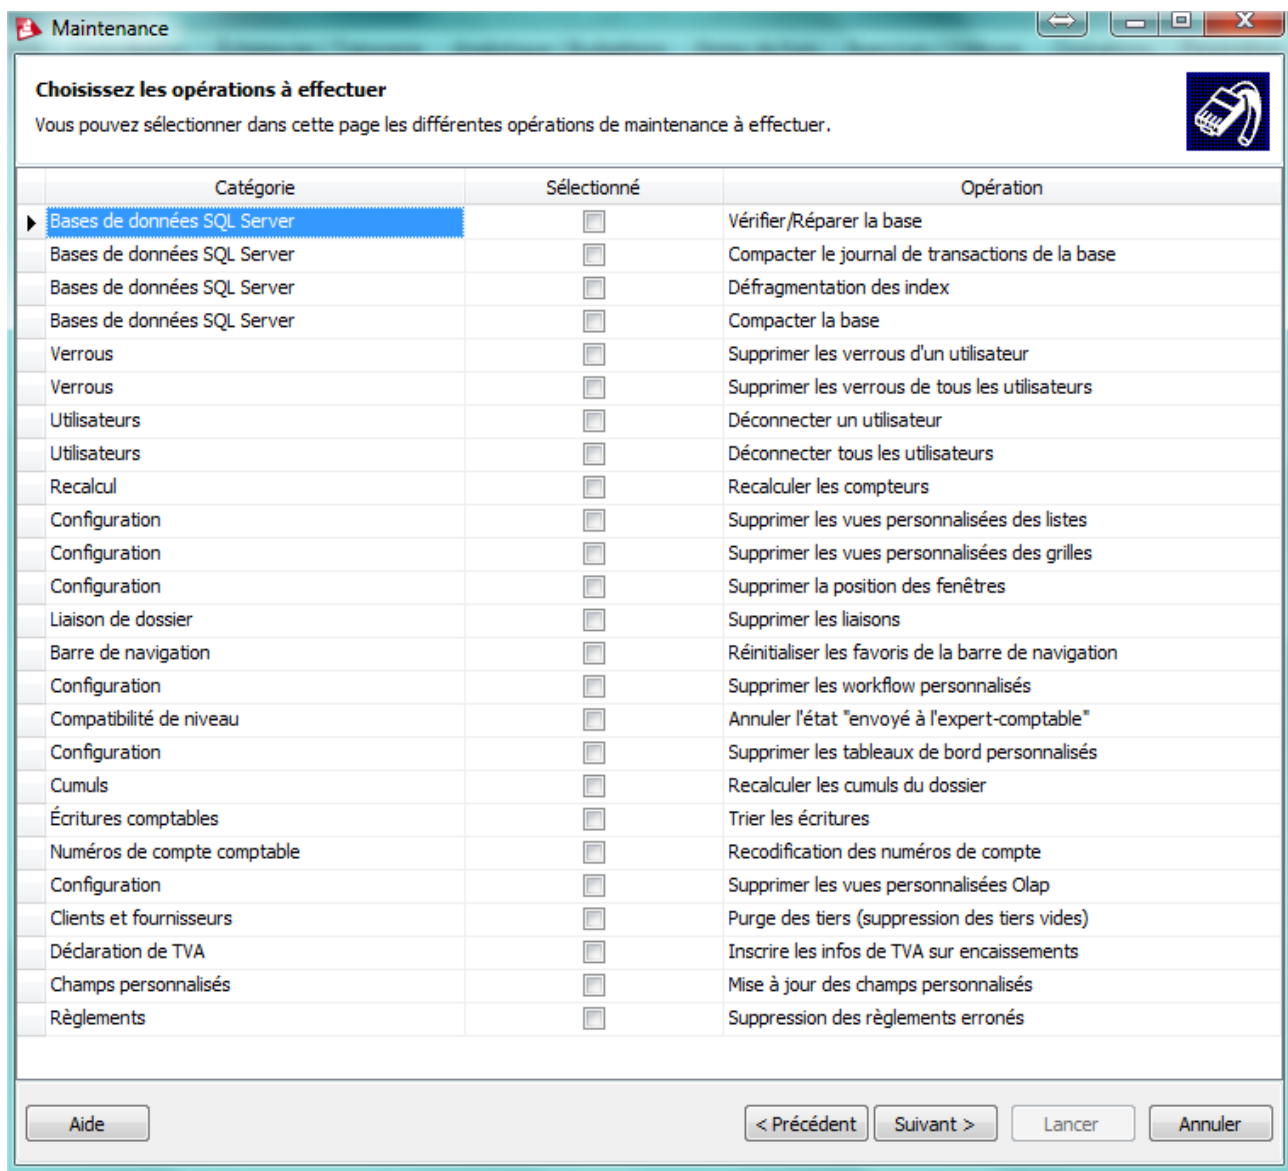 Maintenance
Choisissez les opérations à effectuer
Vous pouvez sélectionner dans cette page les différentes opérations de maintenance à effectuer.
Catégorie Sélectionné Opération
Bases de données SQL Server Vérifier/Réparer la base
Bases de données SQL Server Compacter le journal de transactions de la base
Bases de données SQL Server Défragmentation des index
Bases de données SQL Server Compacter la base
Verrous Supprimer les verrous d'un utilisateur
Verrous Supprimer les verrous de tous les utilisateurs
Utilisateurs Déconnecter un utilisateur
Utilisateurs Déconnecter tous les utilisateurs
Recalcul Recalculer les compteurs
Configuration Supprimer les vues personnalisées des listes
Configuration Supprimer les vues personnalisées des grilles
Configuration Supprimer la position des fenêtres
Liaison de dossier Supprimer les liaisons
Barre de navigation Réinitialiser les favoris de la barre de navigation
Configuration Supprimer les workflow personnalisés
Compatibilité de niveau Annuler l'état "envoyé à l'expert-comptable"
Configuration Supprimer les tableaux de bord personnalisés
Cumuls Recalculer les cumuls du dossier
Écritures comptables Trier les écritures
Numéros de compte comptable Recodification des numéros de compte
Configuration Supprimer les vues personnalisées Olap
Clients et fournisseurs Purge des tiers (suppression des tiers vides)
Déclaration de TVA Inscrire les infos de TVA sur encaissements
Champs personnalisés Mise à jour des champs personnalisés
Règlements Suppression des règlements erronés
Aide < Précédent Suivant > Lancer Annuler